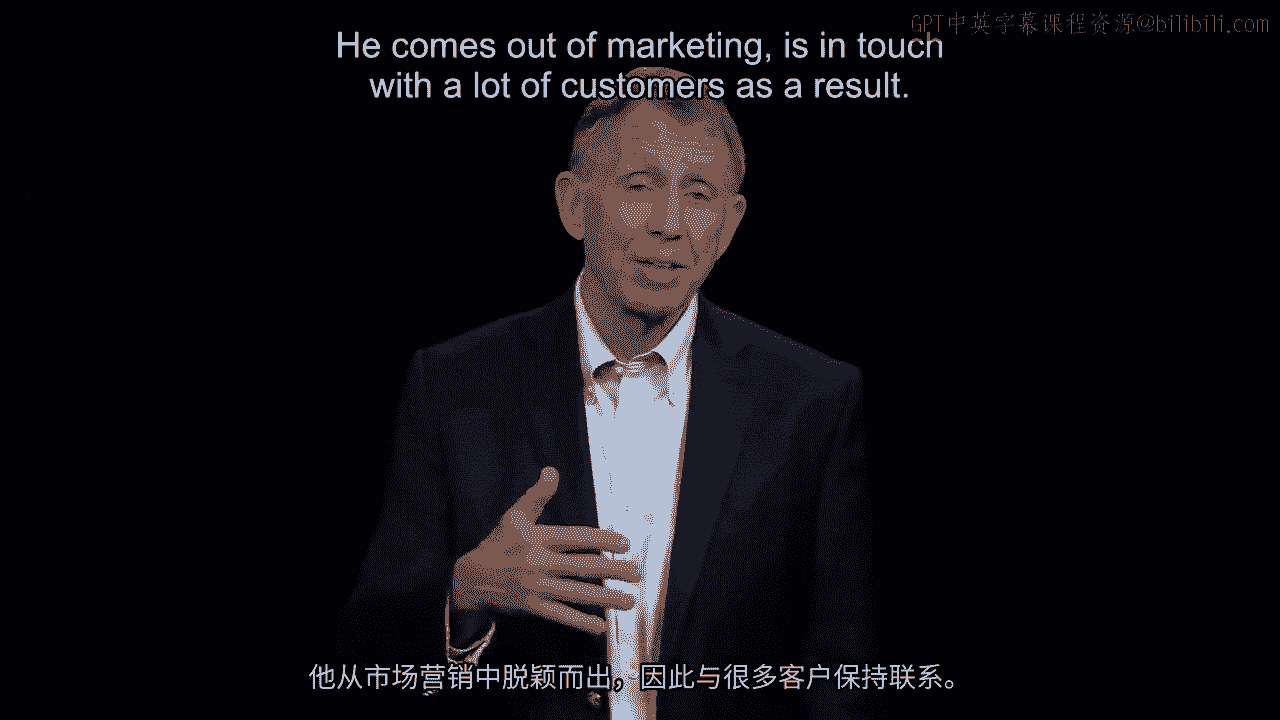 GPT中英字幕课程资源@bilibili.com
He comes out of marketing, is in touch
with a lot of customers as a result.
他从市场营销中脱颖而出，因此与很多客户保持联系。